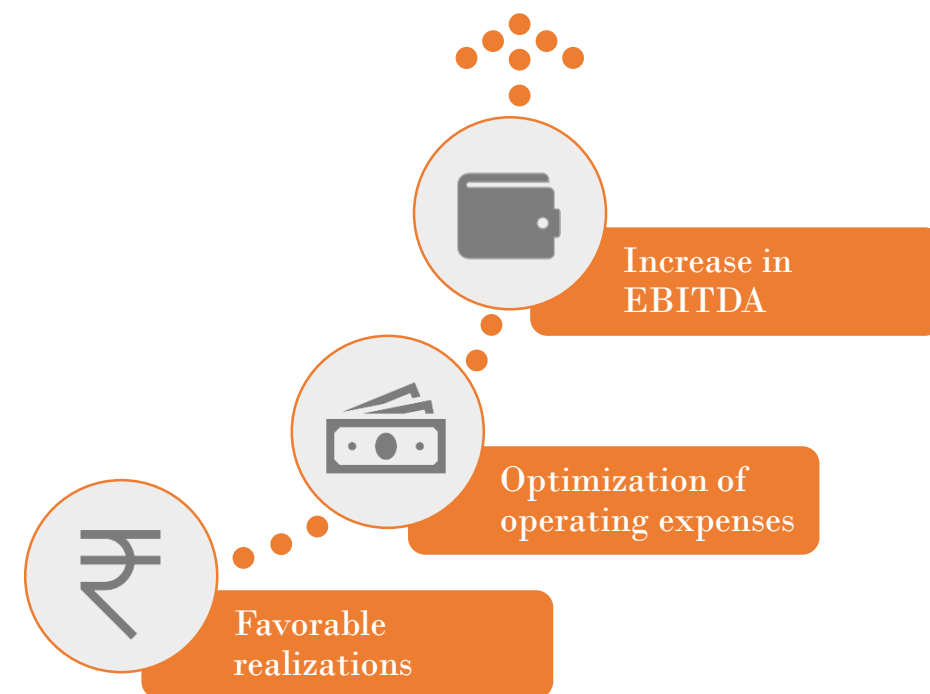 Increase in
EBITDA
Optimization of
operating expenses
₹
Favorable
realizations